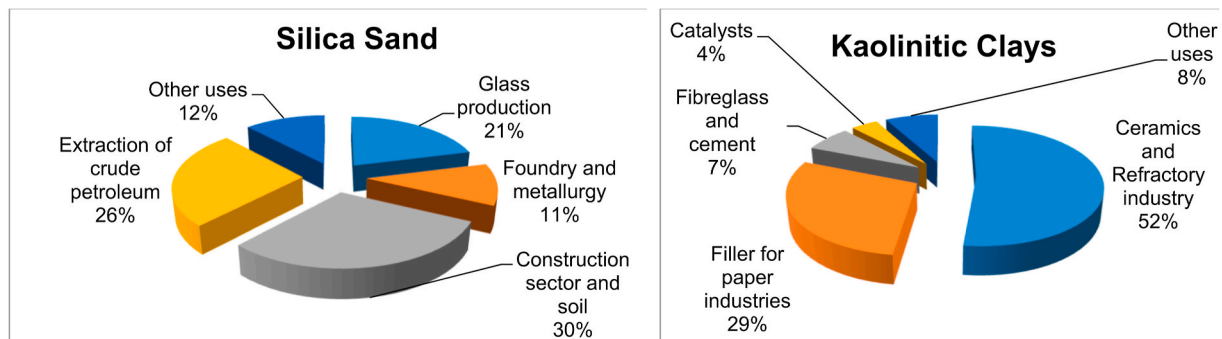 Silica Sand
Other uses
12%
Glass
production
21%
Extraction of
crude
petroleum
26%
Foundry and
metallurgy
11%
Construction
sector and
soil
30%
Kaolinitic Clays
Catalysts
4%
Other
uses
8%
Fibreglass
and
cement
7%
Ceramics
and
Refractory
industry
52%
Filler for
paper
industries
29%